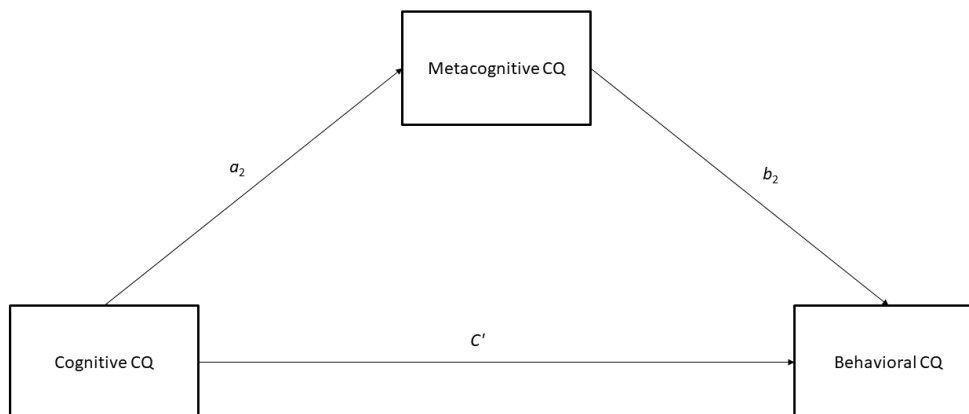 Metacognitive CQ
a₂
b₂
C'
Cognitive CQ
Behavioral CQ